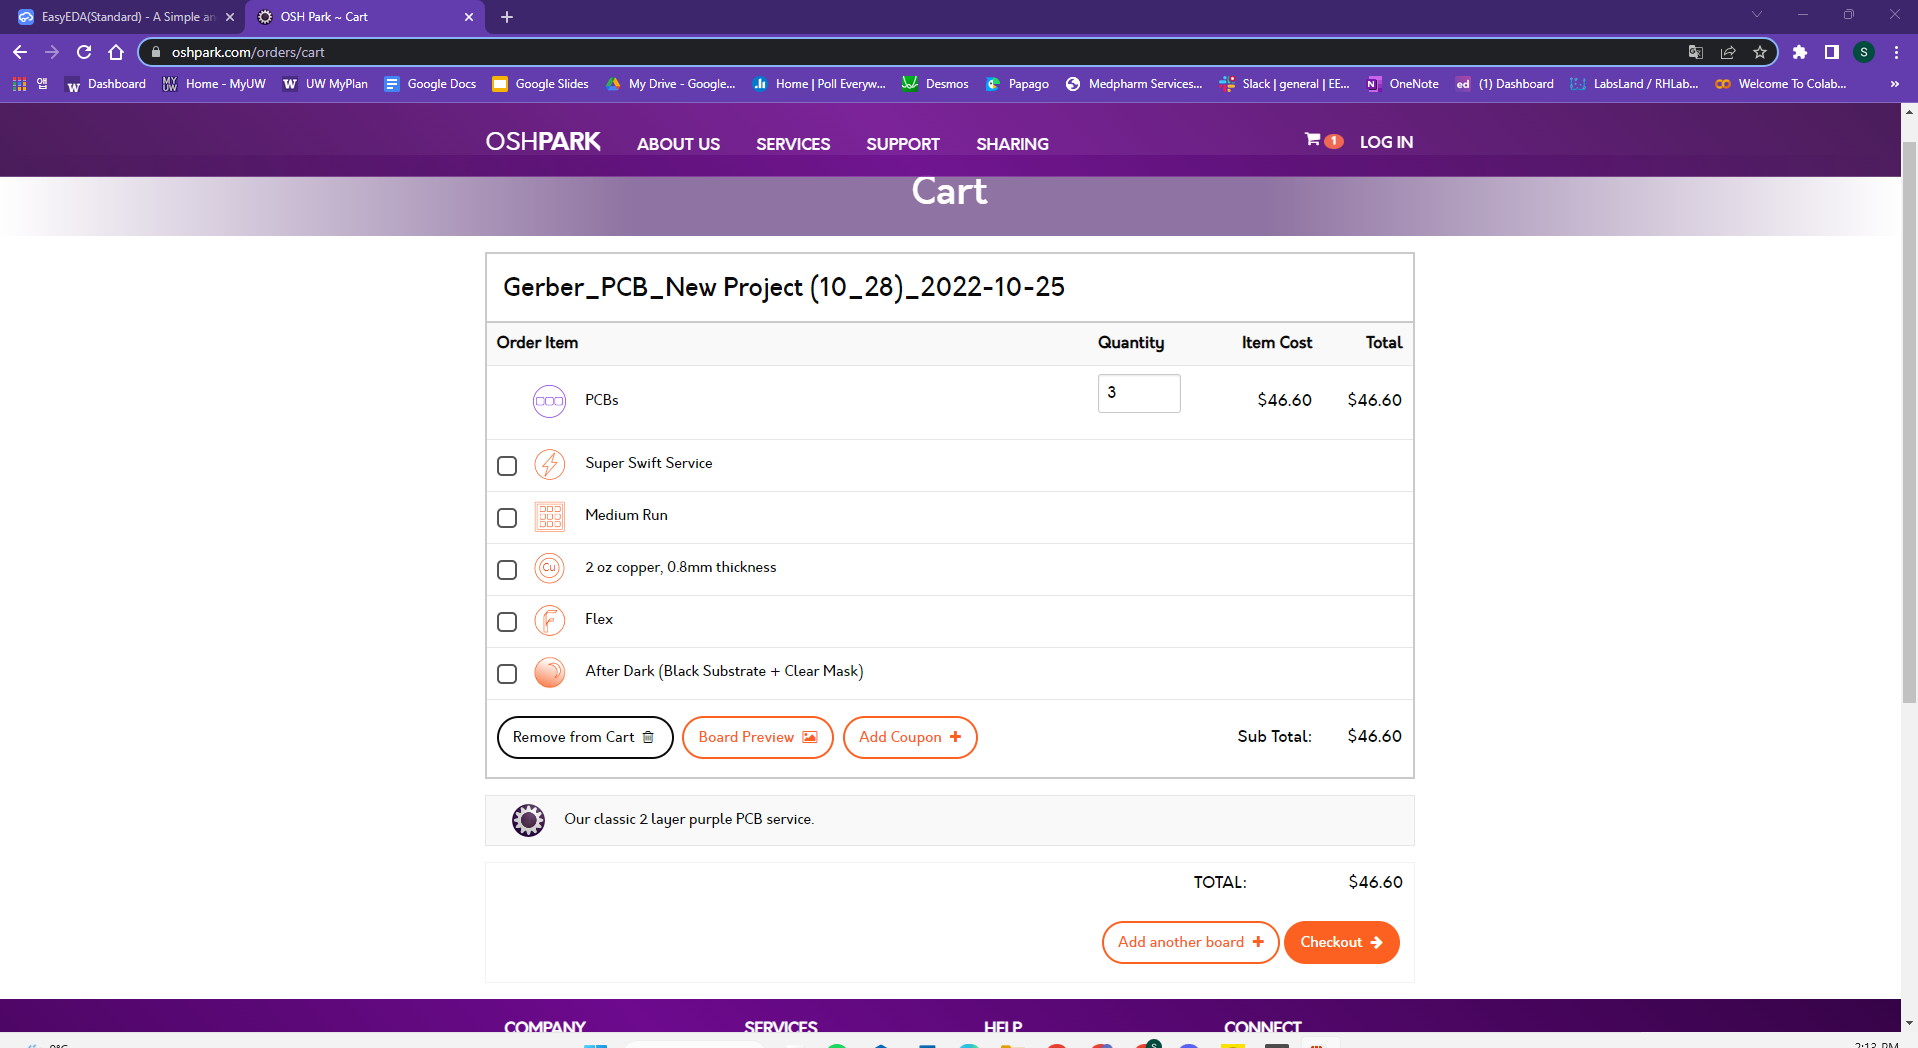 EasyEDA(Standard) - A Simple an
OSH Park ~ Cart
oshpark.com/orders/cart
S
앱
Dashboard
Home - MyUW
UW MyPlan
Google Docs
Google Slides
My Drive - Google...
Home | Poll Everyw...
Desmos
Papago
Medpharm Services...
Slack | general | EE...
OneNote
ed (1) Dashboard
LabsLand / RHLab...
Welcome To Colab...
»
OSHPARK
ABOUT US
SERVICES
SUPPORT
SHARING
1
LOG IN
Cart
Gerber_PCB_New Project (10_28)_2022-10-25
Order Item Quantity Item Cost Total
PCBs 3 $46.60 $46.60
Super Swift Service
Medium Run
Cu 2 oz copper, 0.8mm thickness
Flex
After Dark (Black Substrate + Clear Mask)
Remove from Cart Board Preview Add Coupon + Sub Total: $46.60
Our classic 2 layer purple PCB service.
TOTAL: $46.60
Add another board + Checkout
COMPANY SERVICES HELP CONNECT